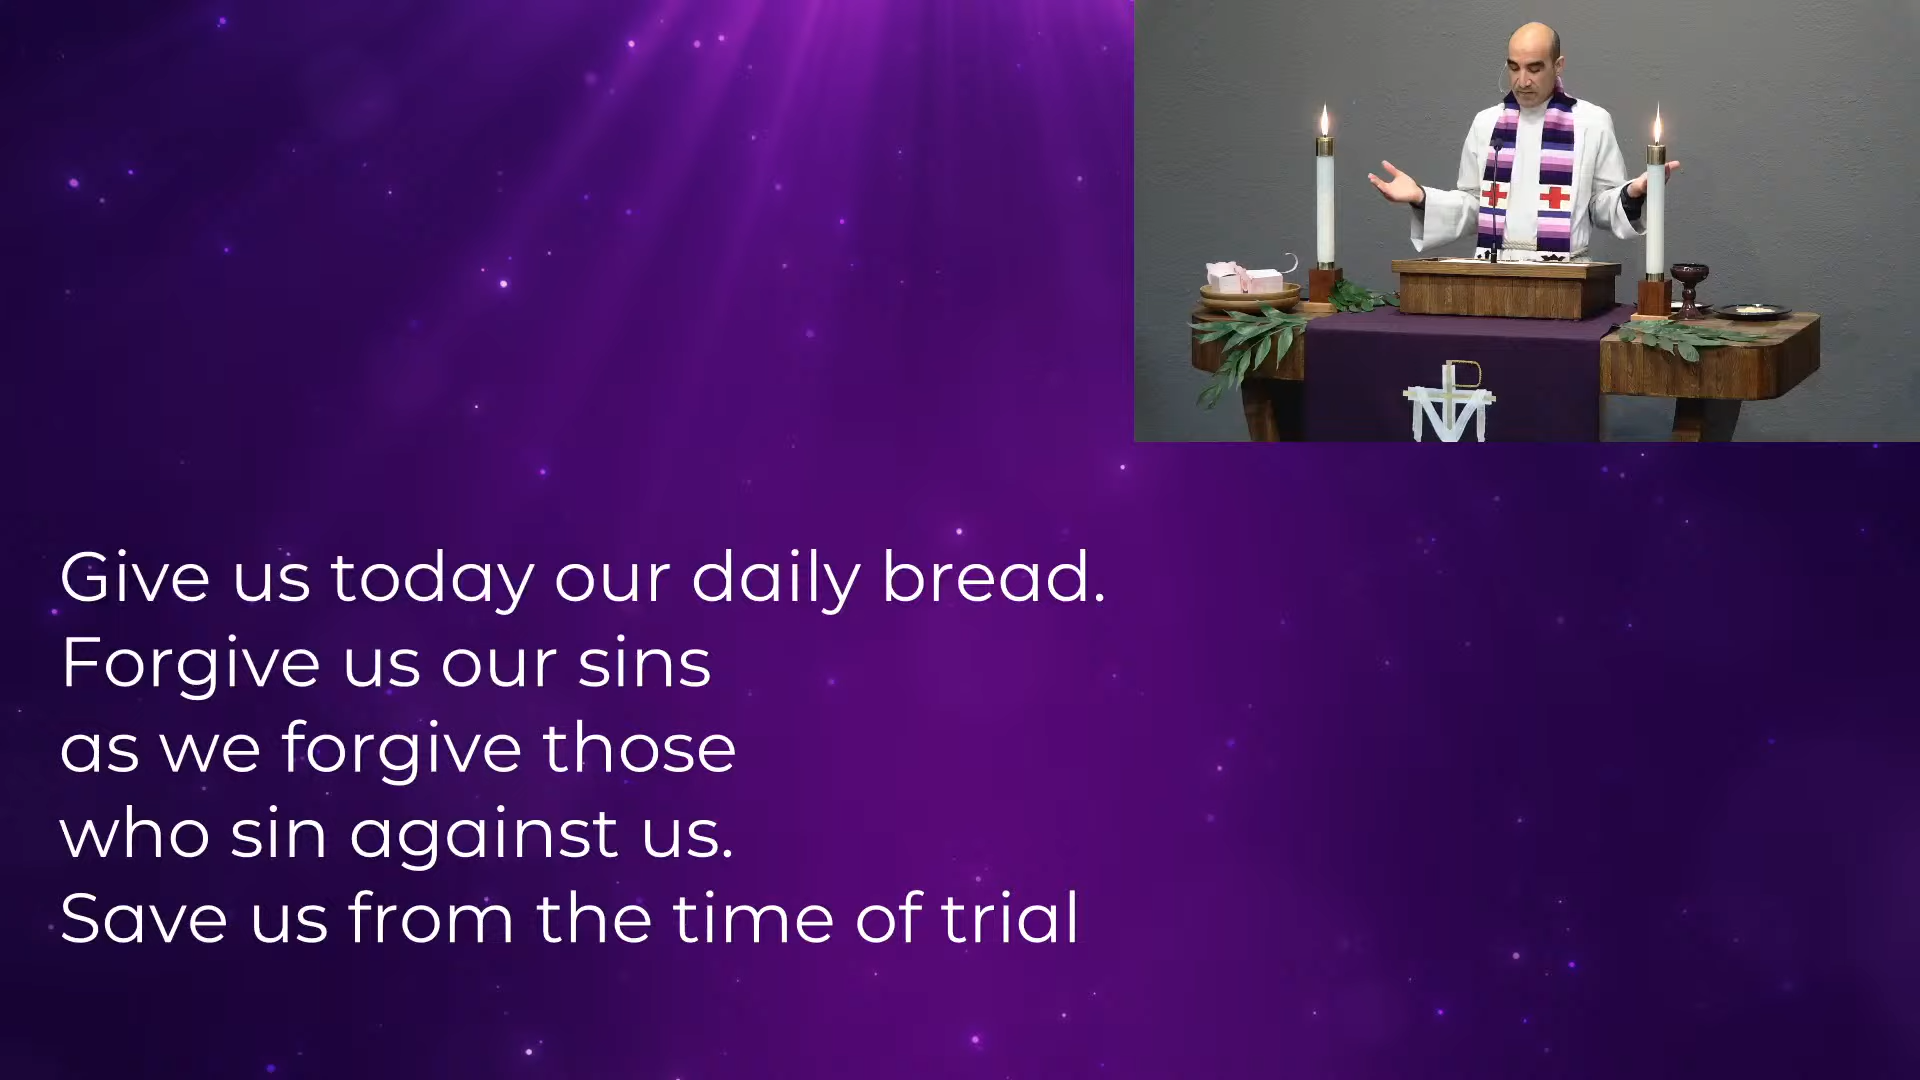 Give us today our daily bread.
Forgive us our sins
as we forgive those
who sin against us.
Save us from the time of trial